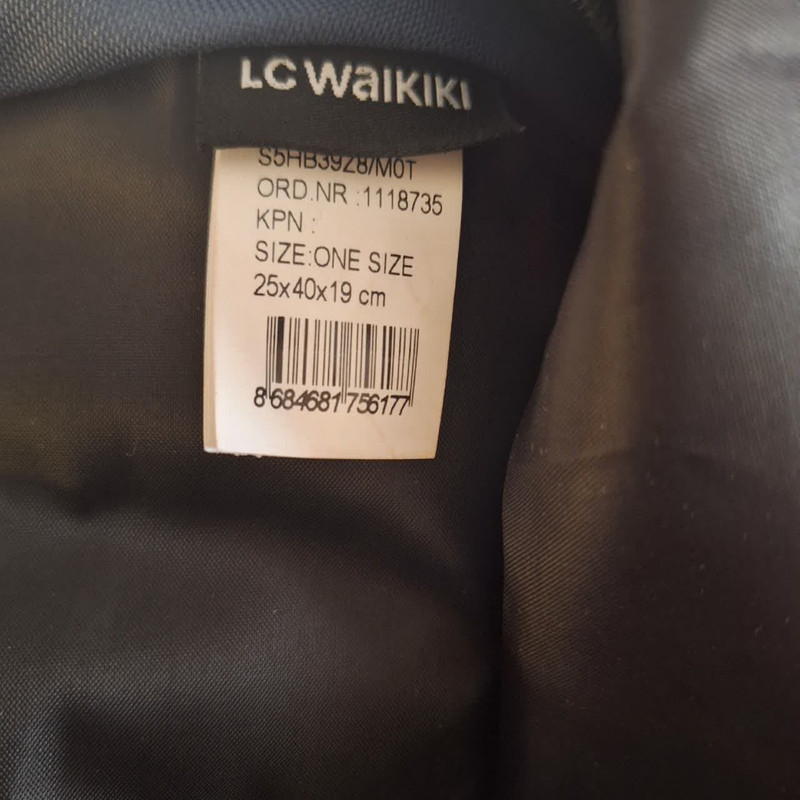 LC WAIKIKI
S5HB39Z8/M0T
ORD.NR :1118735
KPN :
SIZE:ONE SIZE
25x40x19 cm
8 684681 756177